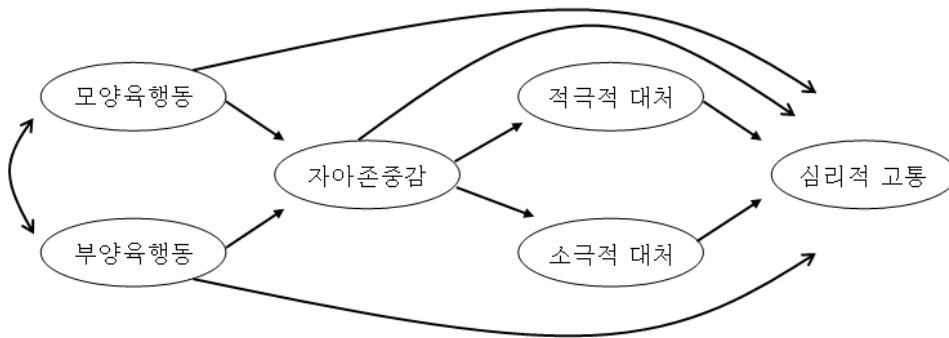 모양육행동
적극적 대처
자아존중감
심리적 고통
부양육행동
소극적 대처